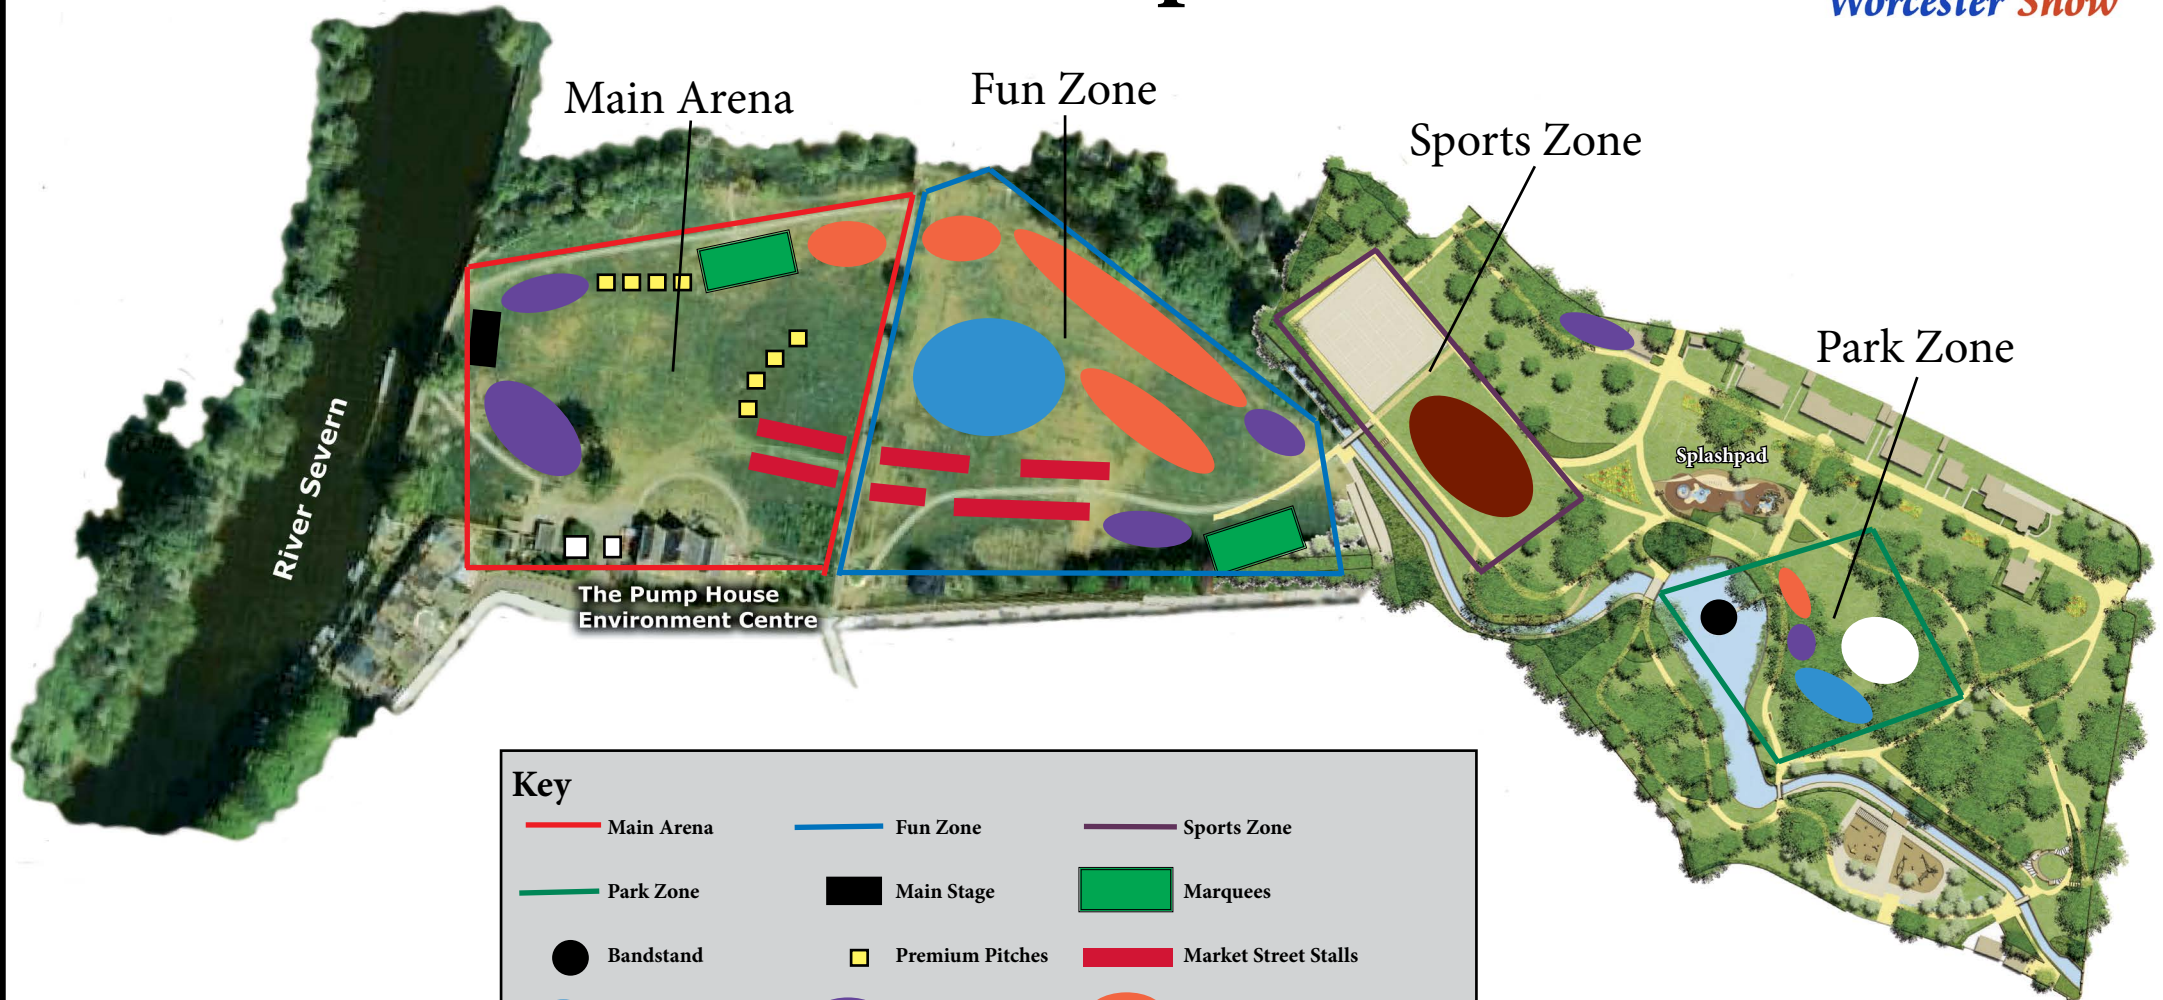 Worcester Show
Main Arena
Fun Zone
Sports Zone
Park Zone
Splashpad
River Severn
The Pump House
Environment Centre
Key
Main Arena
Fun Zone
Sports Zone
Park Zone
Main Stage
Marquees
Bandstand
Premium Pitches
Market Street Stalls